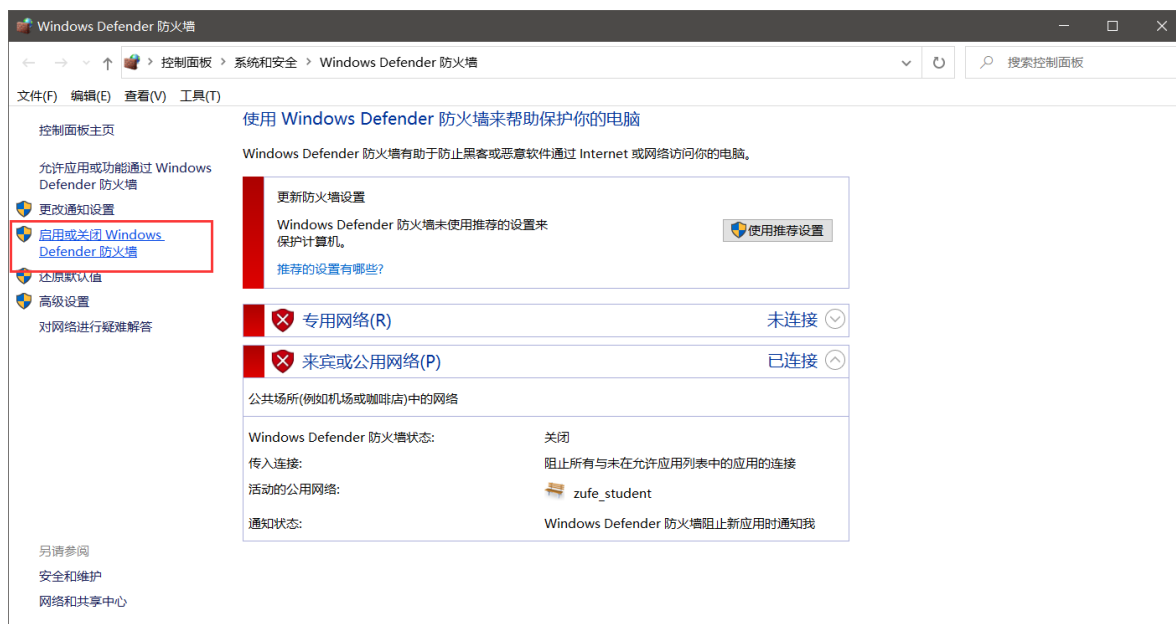 Windows Defender 防火墙
控制面板 › 系统和安全 › Windows Defender 防火墙
搜索控制面板
文件(F) 编辑(E) 查看(V) 工具(T)
控制面板主页
允许应用或功能通过 Windows
Defender 防火墙
更改通知设置
启用或关闭 Windows
Defender 防火墙
还原默认值
高级设置
对网络进行疑难解答
使用 Windows Defender 防火墙来帮助保护你的电脑
Windows Defender 防火墙有助于防止黑客或恶意软件通过 Internet 或网络访问你的电脑。
更新防火墙设置
Windows Defender 防火墙未使用推荐的设置来
保护计算机。
使用推荐设置
推荐的设置有哪些?
专用网络(R) 未连接
来宾或公用网络(P) 已连接
公共场所(例如机场或咖啡店)中的网络
Windows Defender 防火墙状态: 关闭
传入连接: 阻止所有与未在允许应用列表中的应用的连接
活动的公用网络: zufe_student
通知状态: Windows Defender 防火墙阻止新应用时通知我
另请参阅
安全和维护
网络和共享中心